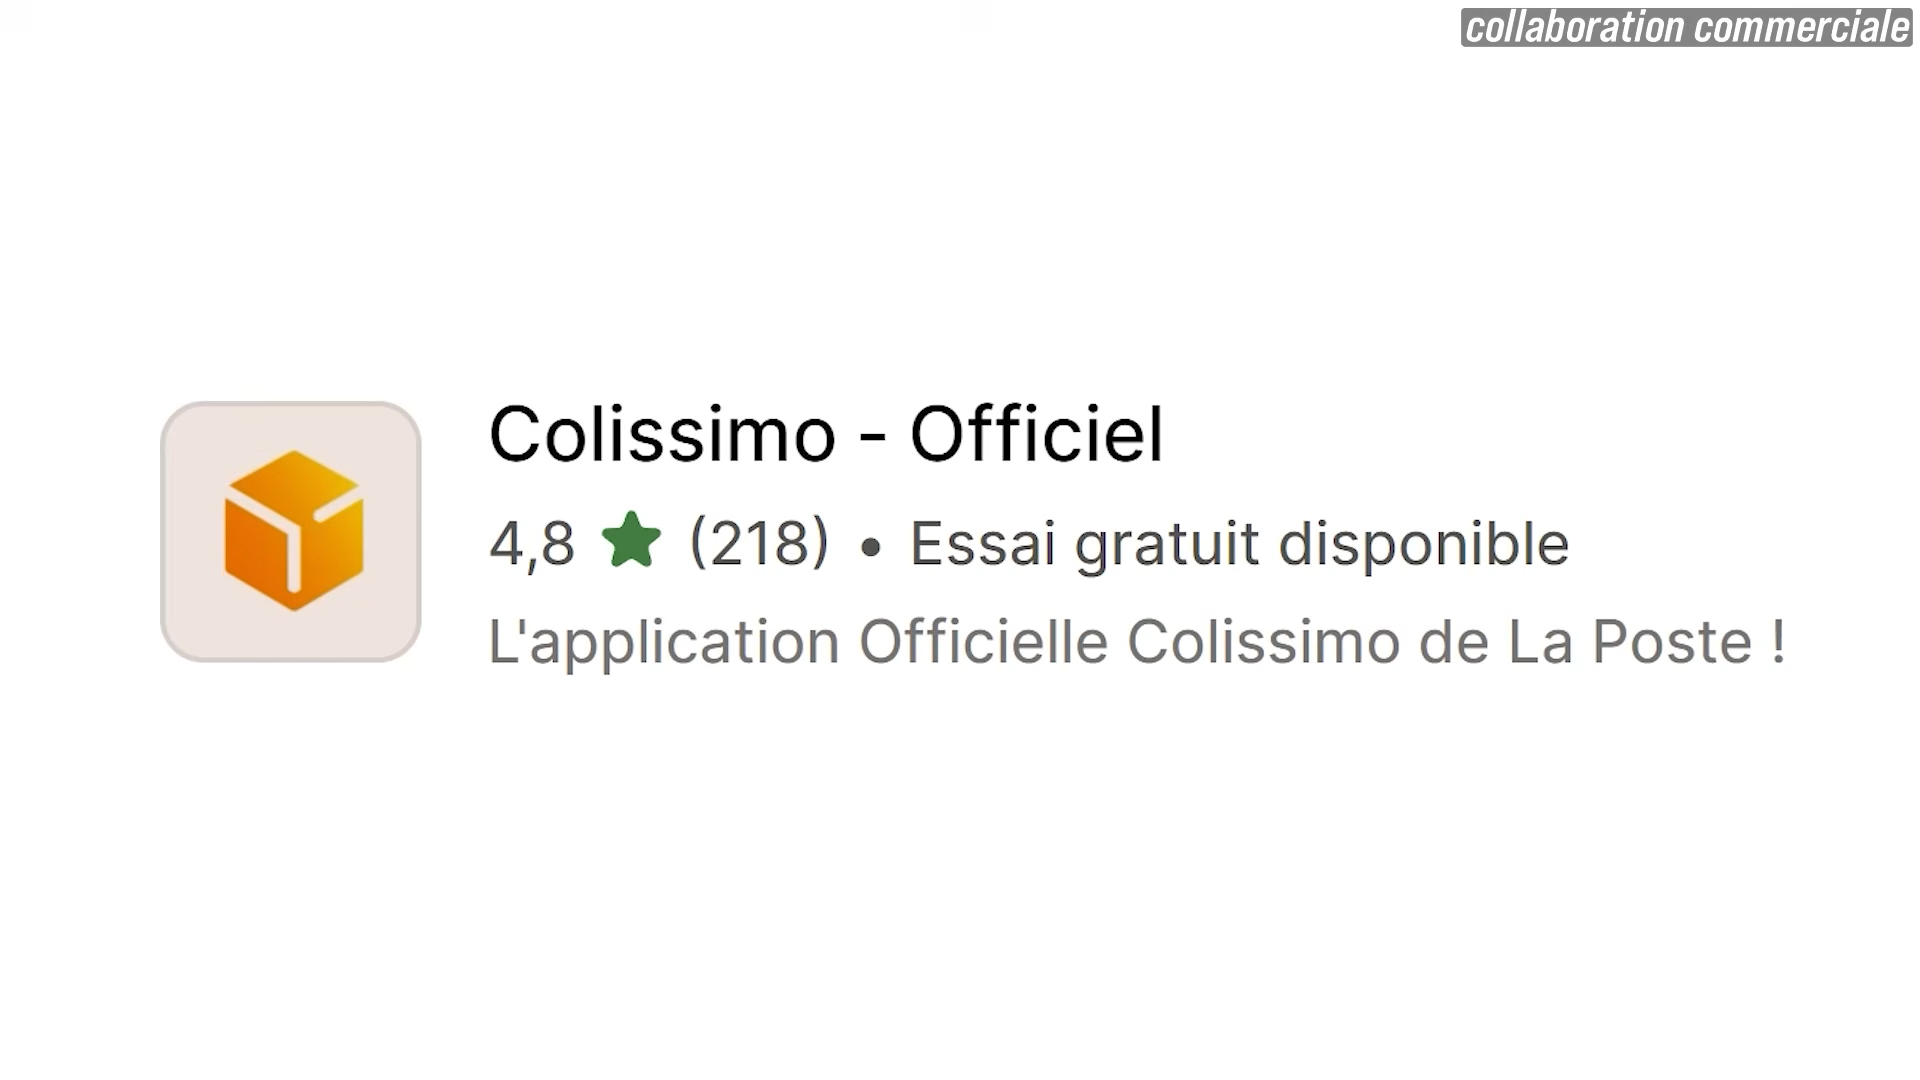 collaboration commerciale
Colissimo - Officiel
4,8 ★ (218) • Essai gratuit disponible
L'application Officielle Colissimo de La Poste !